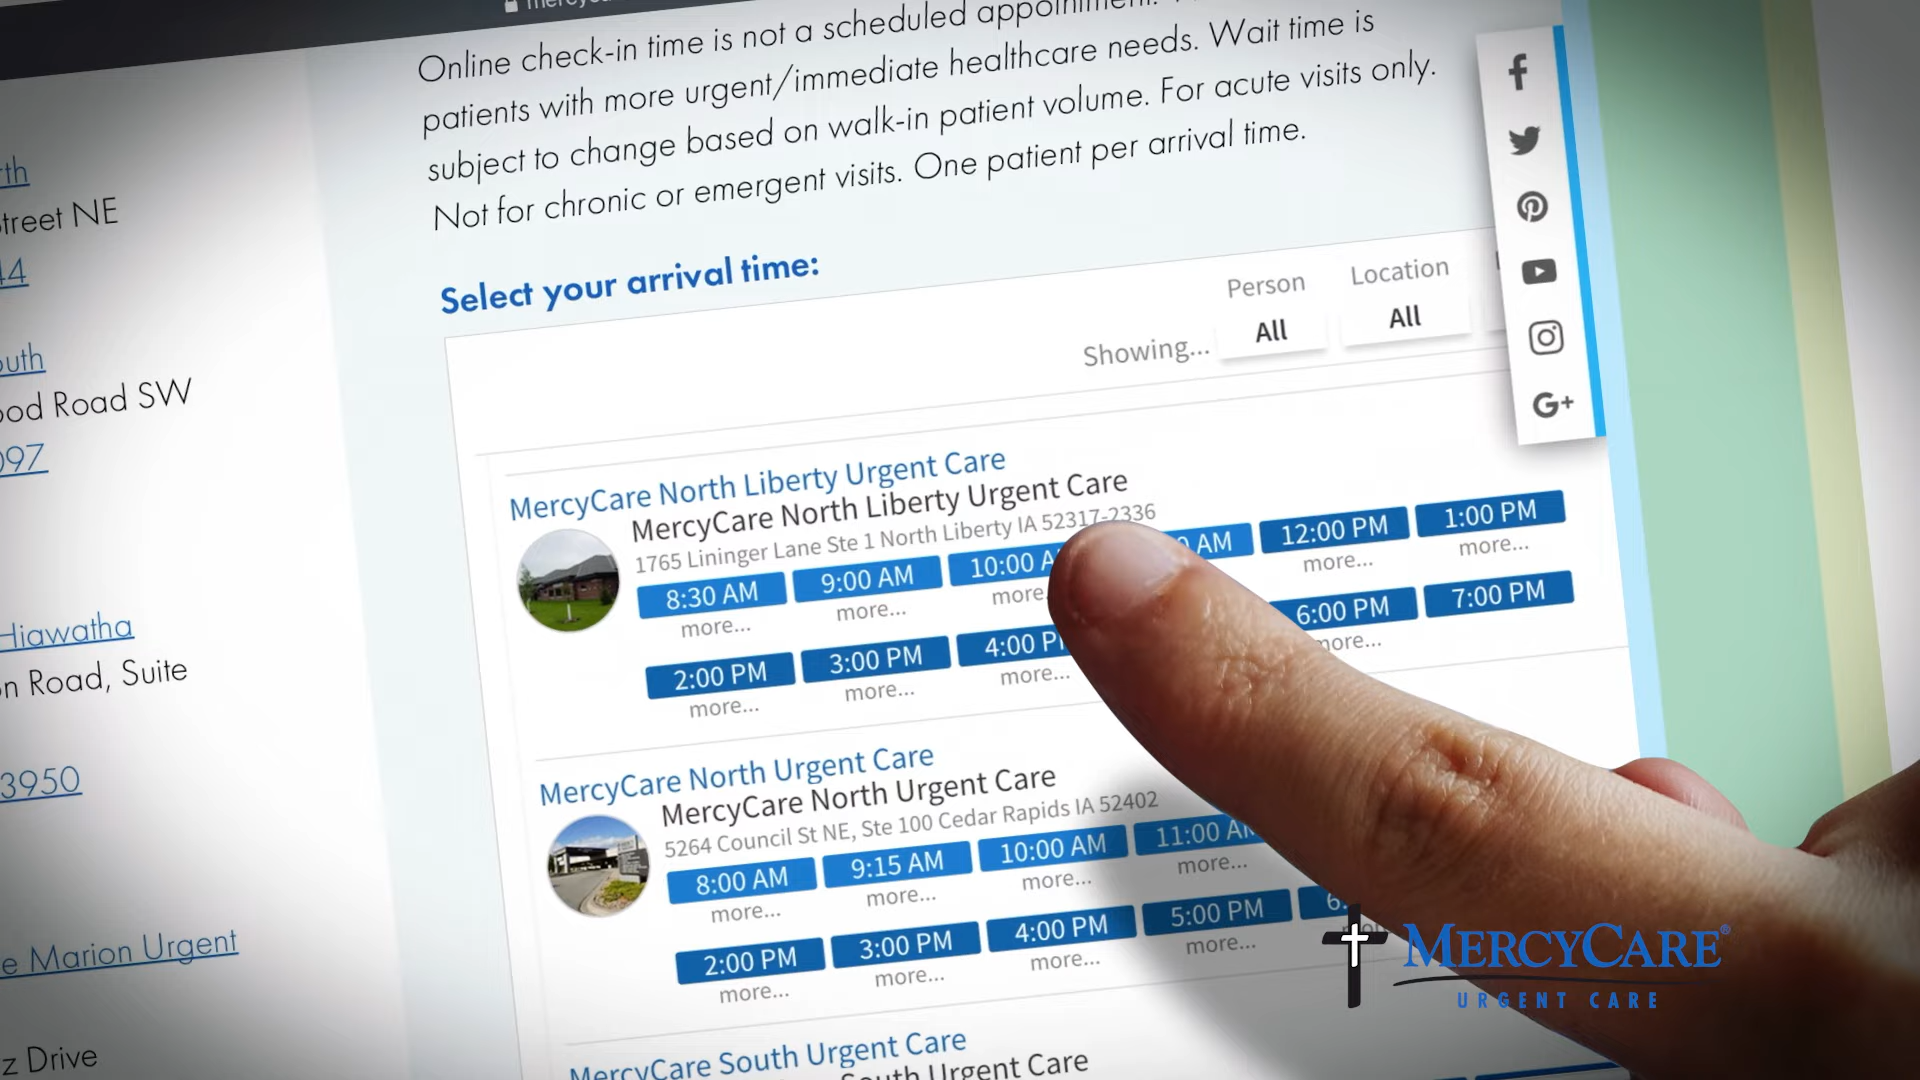 Online check-in time is not a scheduled appointment.
patients with more urgent/immediate healthcare needs. Wait time is
subject to change based on walk-in patient volume. For acute visits only.
Not for chronic or emergent visits. One patient per arrival time.
Select your arrival time:
Showing...
Person
All
Location
All
G+
MercyCare North Liberty Urgent Care
MercyCare North Liberty Urgent Care
1765 Lininger Lane Ste 1 North Liberty IA 52317-2336
8:30 AM 9:00 AM 10:00 A 0 AM 12:00 PM 1:00 PM
more... more... more. more... more...
2:00 PM 3:00 PM 4:00 P 6:00 PM 7:00 PM
more... more... more... more...
MercyCare North Urgent Care
MercyCare North Urgent Care
5264 Council St NE, Ste 100 Cedar Rapids IA 52402
8:00 AM 9:15 AM 10:00 AM 11:00 AM
more... more... more... more...
2:00 PM 3:00 PM 4:00 PM 5:00 PM 6:
more... more... more... more...
MercyCare South Urgent Care
South Urgent Care
rth
Street NE
44
outh
ood Road SW
097
Hiawatha
n Road, Suite
3950
e Marion Urgent
z Drive
MERCYCARE®
URGENT CARE